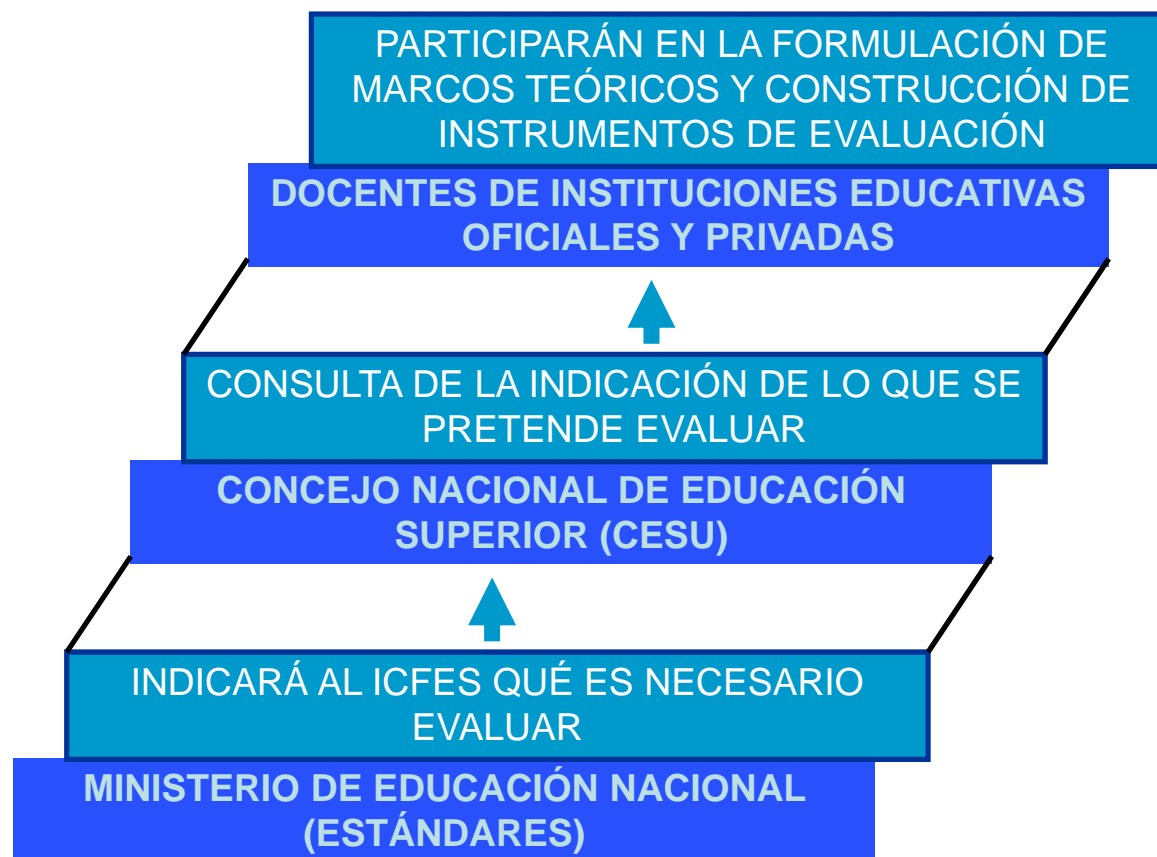 PARTICIPARÁN EN LA FORMULACIÓN DE
MARCOS TEÓRICOS Y CONSTRUCCIÓN DE
INSTRUMENTOS DE EVALUACIÓN
DOCENTES DE INSTITUCIONES EDUCATIVAS
OFICIALES Y PRIVADAS
CONSULTA DE LA INDICACIÓN DE LO QUE SE
PRETENDE EVALUAR
CONCEJO NACIONAL DE EDUCACIÓN
SUPERIOR (CESU)
INDICARÁ AL ICFES QUÉ ES NECESARIO
EVALUAR
MINISTERIO DE EDUCACIÓN NACIONAL
(ESTÁNDARES)